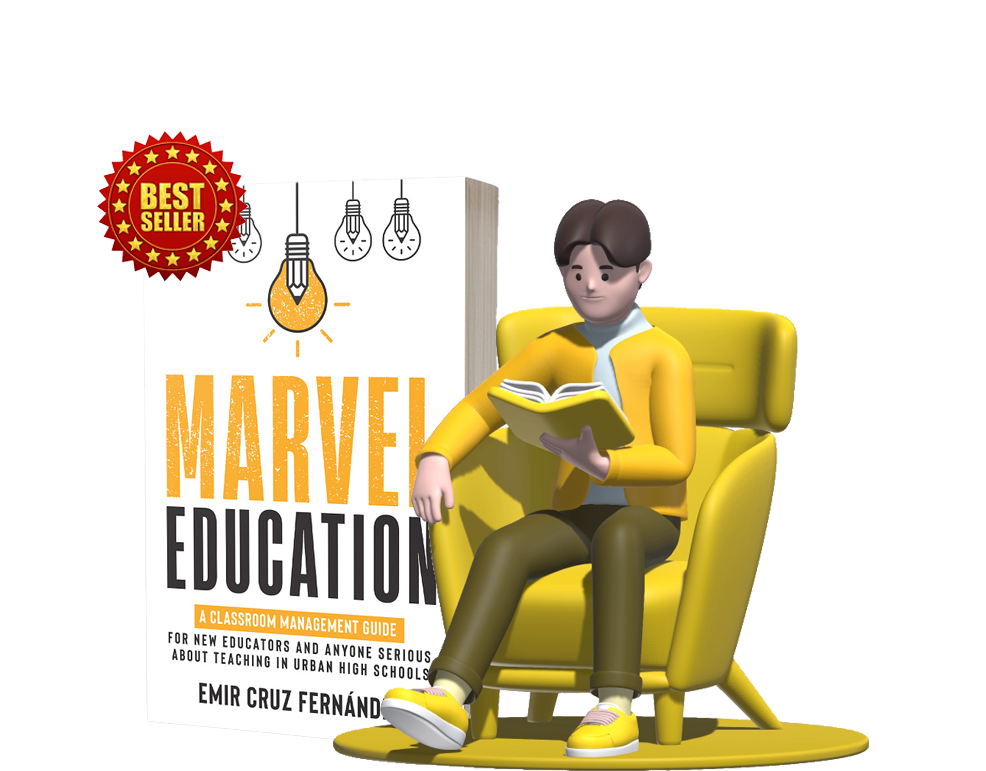 BEST
SELLER
MARVEL
EDUCATION
A CLASSROOM MANAGEMENT GUIDE
FOR NEW EDUCATORS AND ANYONE SERIOUS
ABOUT TEACHING IN URBAN HIGH SCHOOLS
EMIR CRUZ FERNÁND